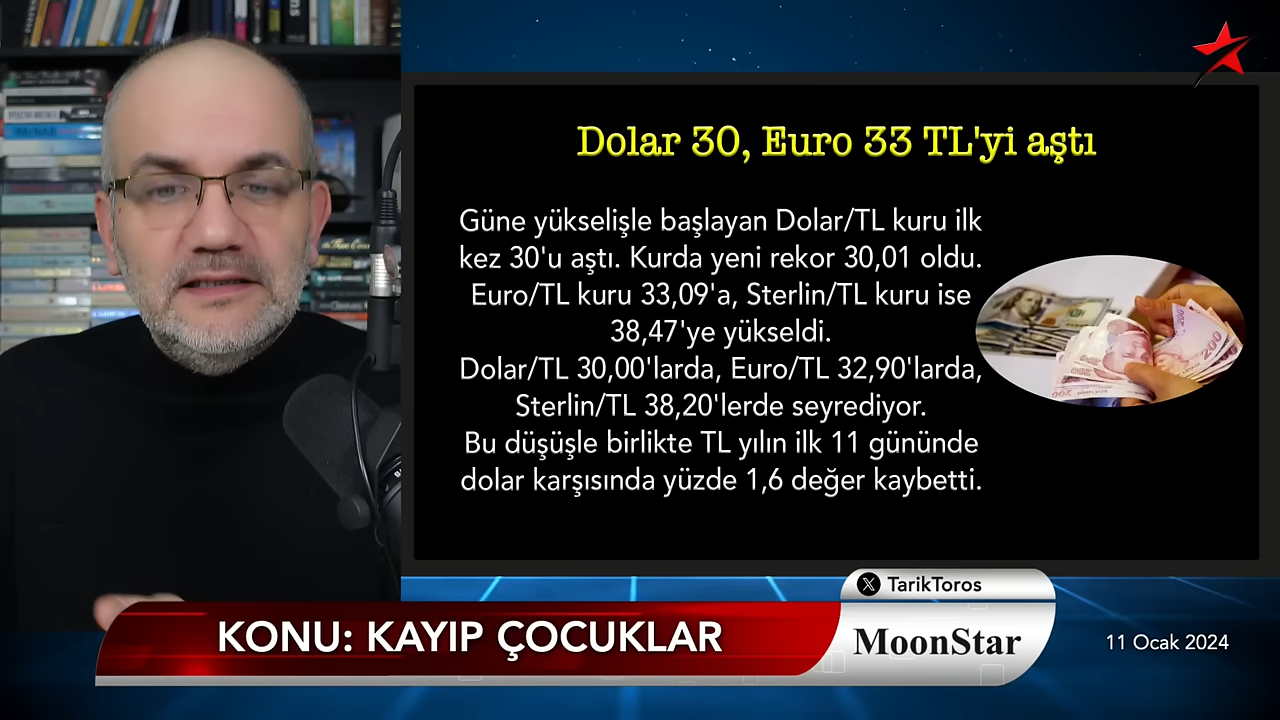 Dolar 30, Euro 33 TL'yi aştı
Güne yükselişle başlayan Dolar/TL kuru ilk
kez 30'u aştı. Kurda yeni rekor 30,01 oldu.
Euro/TL kuru 33,09'a, Sterlin/TL kuru ise
38,47'ye yükseldi.
Dolar/TL 30,00'larda, Euro/TL 32,90'larda,
Sterlin/TL 38,20'lerde seyrediyor.
Bu düşüşle birlikte TL yılın ilk 11 gününde
dolar karşısında yüzde 1,6 değer kaybetti.
200
TarikToros
KONU: KAYIP ÇOCUKLAR
MoonStar
11 Ocak 2024